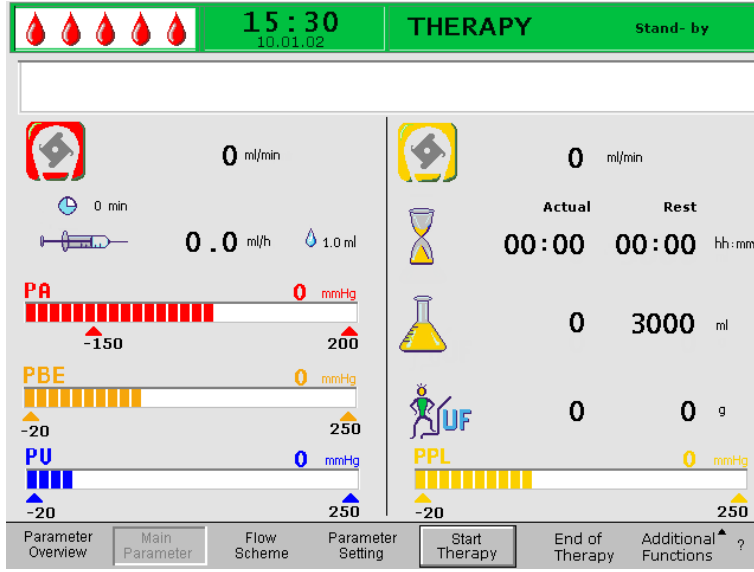 15:30
10.01.02
THERAPY
Stand- by
0 ml/min
0 min
0.0 ml/h 1.0 ml
PA 0 mmHg
-150 200
PBE 0 mmHg
-20 250
PV 0 mmHg
-20 250
0 ml/min
Actual Rest
00:00 00:00 hh:mm
0 3000 ml
UF 0 0 g
PPL 0 mmHg
-20 250
Parameter Overview
Main Parameter
Flow Scheme
Parameter Setting
Start Therapy
End of Therapy
Additional Functions
?